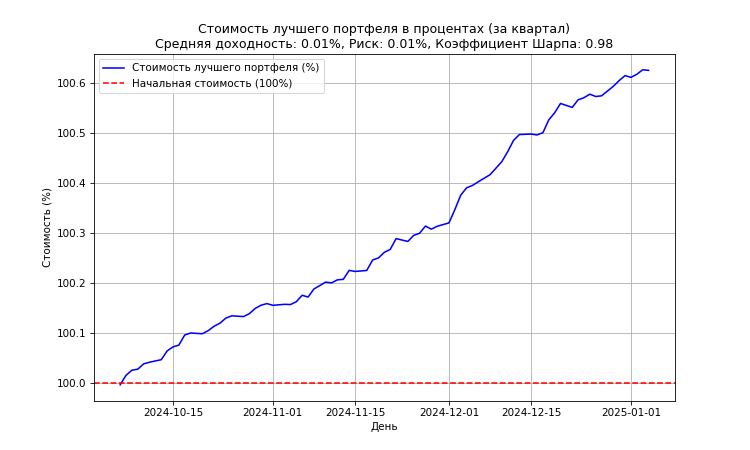 Стоимость лучшего портфеля в процентах (за квартал)
Средняя доходность: 0.01%, Риск: 0.01%, Коэффициент Шарпа: 0.98
Стоимость лучшего портфеля (%)
Начальная стоимость (100%)
Стоимость (%)
100.6
100.5
100.4
100.3
100.2
100.1
100.0
2024-10-15
2024-11-01
2024-11-15
2024-12-01
2024-12-15
2025-01-01
День